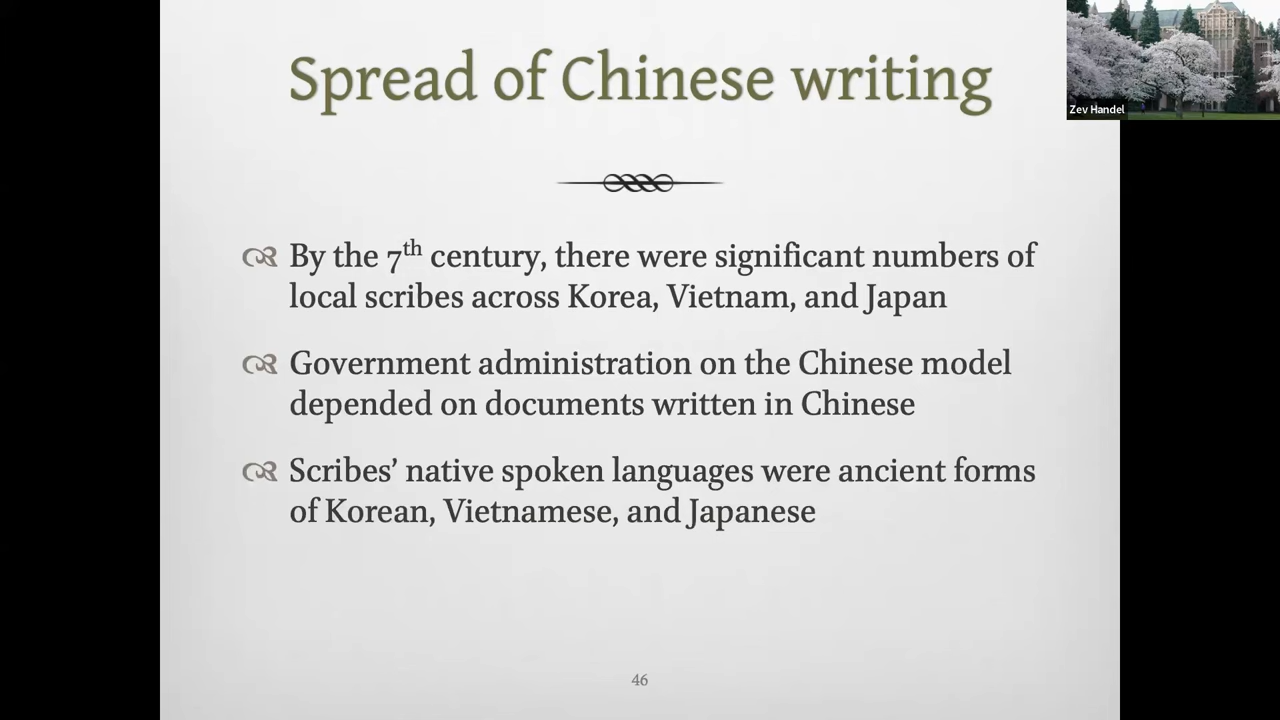 Spread of Chinese writing
Zev Handel
By the 7th century, there were significant numbers of
local scribes across Korea, Vietnam, and Japan
Government administration on the Chinese model
depended on documents written in Chinese
Scribes’ native spoken languages were ancient forms
of Korean, Vietnamese, and Japanese
46